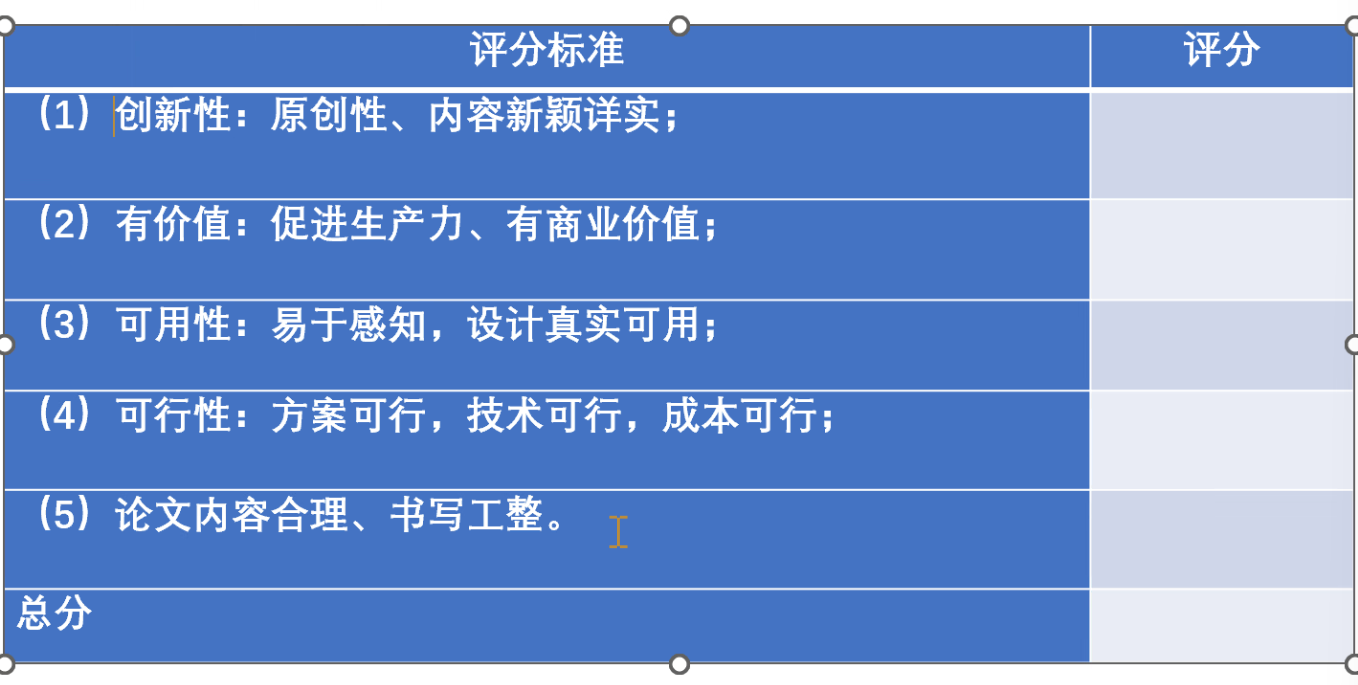 评分标准
评分
（1）创新性：原创性、内容新颖详实；
（2）有价值：促进生产力、有商业价值；
（3）可用性：易于感知，设计真实可用；
（4）可行性：方案可行，技术可行，成本可行；
（5）论文内容合理、书写工整。
总分